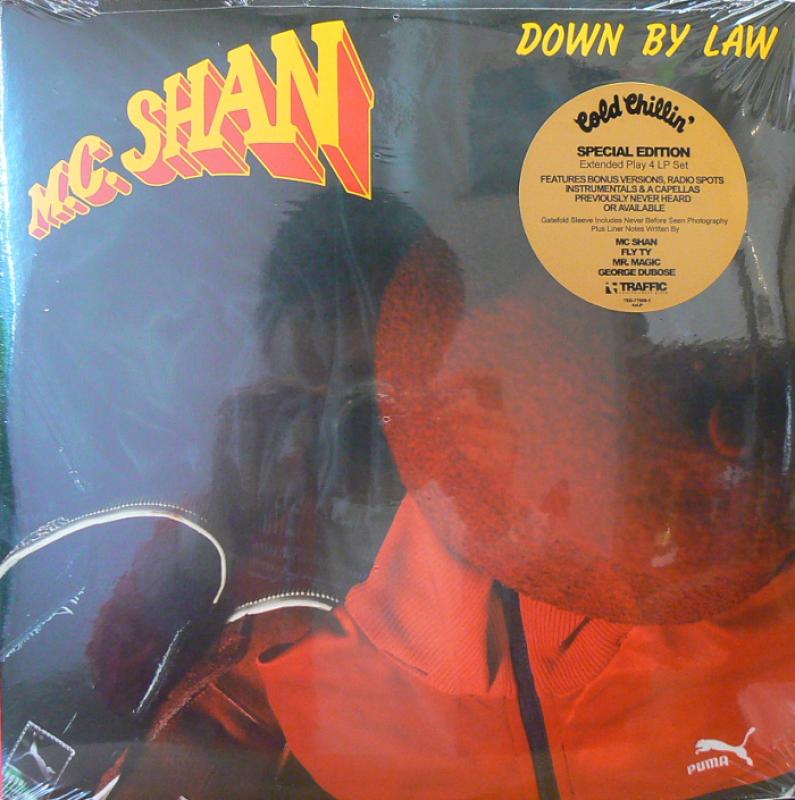 M.C. SHAN
DOWN BY LAW
Cold Chillin'
SPECIAL EDITION
Extended Play 4 LP Set
FEATURES BONUS VERSIONS, RADIO SPOTS
INSTRUMENTALS & A CAPELLAS
PREVIOUSLY NEVER HEARD
OR AVAILABLE
Gatefold Sleeve Includes Never Before Seen Photography
Plus Liner Notes Written By
MC SHAN
FLY TY
MR. MAGIC
GEORGE DUBOSE
TRAFFIC
PUMA